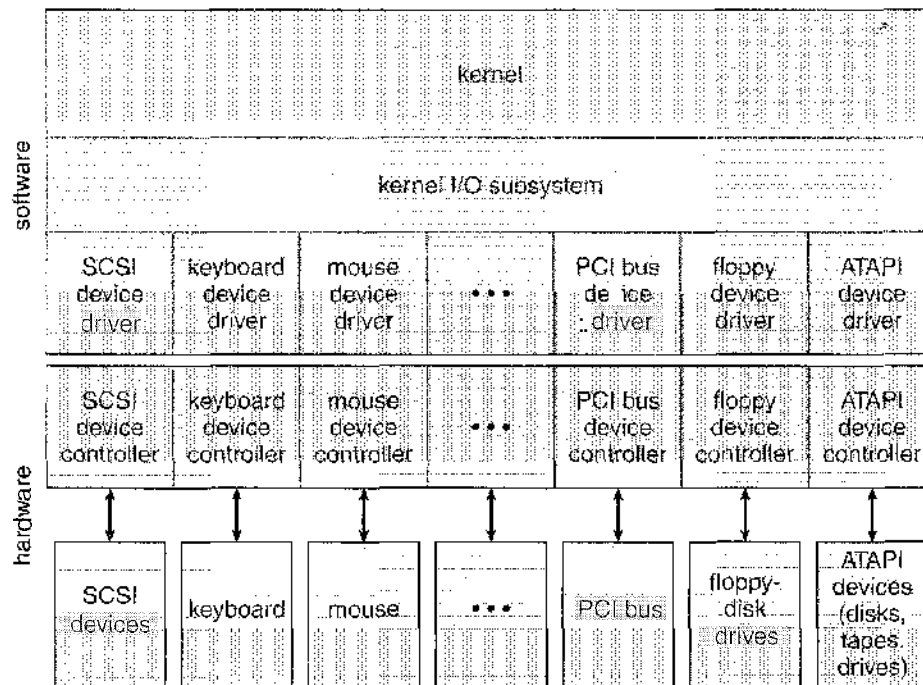 kernel
software
kernel I/O subsystem
SCSI
device
driver
keyboard
device
driver
mouse
device
driver
•••
PCI bus
de ice
: driver
floppy
device
driver
ATAPI
device
driver
hardware
SCSI
device
controller
keyboard
device
controller
mouse
device
controller
•••
PCI bus
device
controller
floppy
device
controller
ATAPI
device
controller
SCSI
devices
keyboard
mouse
•••
PCI bus
floppy-
disk
drives
ATAPI
devices
(disks,
tapes.
drives)